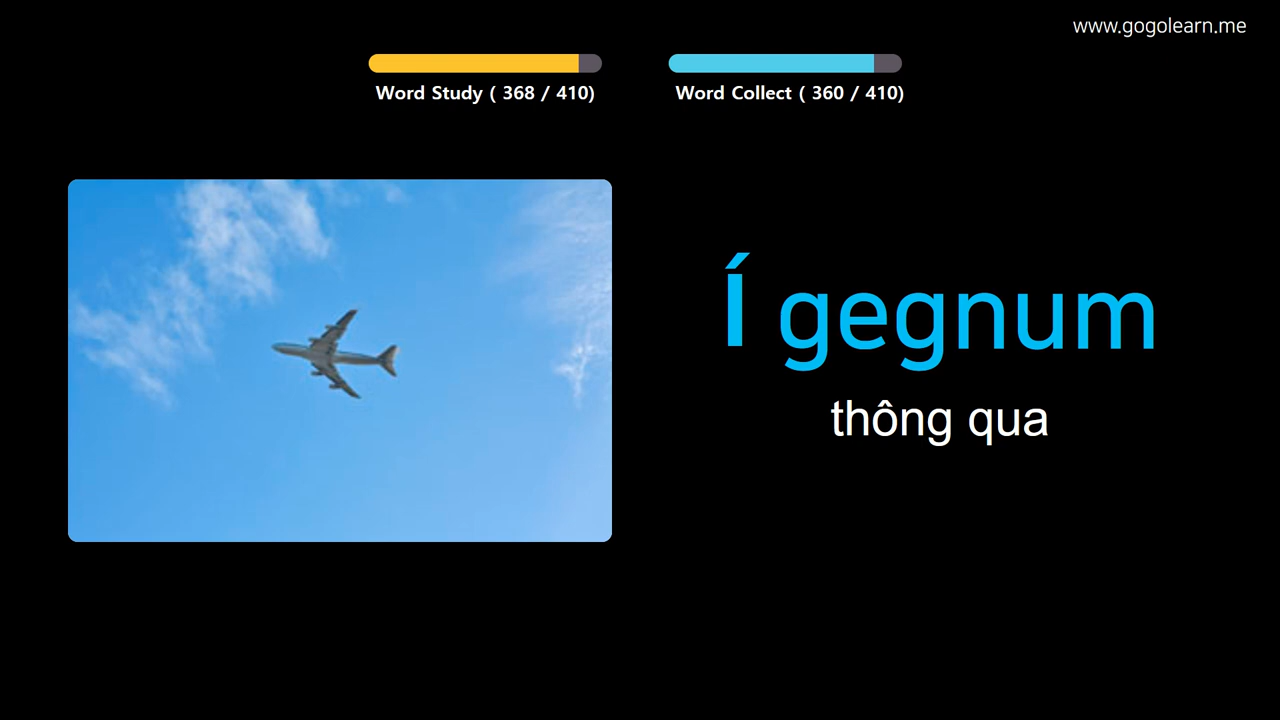 www.gogolearn.me
Word Study ( 368 / 410)
Word Collect ( 360 / 410)
Í gegnum
thông qua